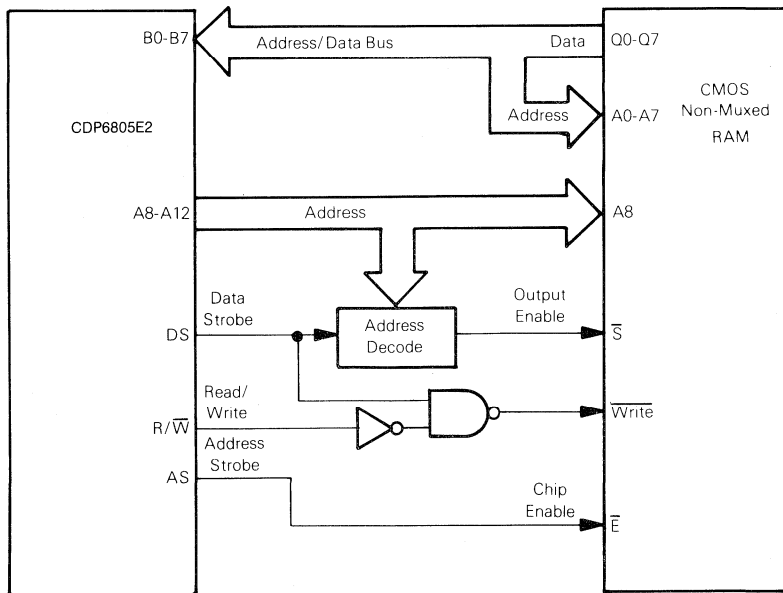 B0-B7
Address/Data Bus
Data
Q0-Q7
CDP6805E2
Address
A0-A7
CMOS
Non-Muxed
RAM
A8-A12
Address
A8
Data
Strobe
DS
Address
Decode
Output
Enable
S̅
Read/
Write
R/W̅
W̅r̅i̅t̅e̅
Address
Strobe
AS
Chip
Enable
E̅